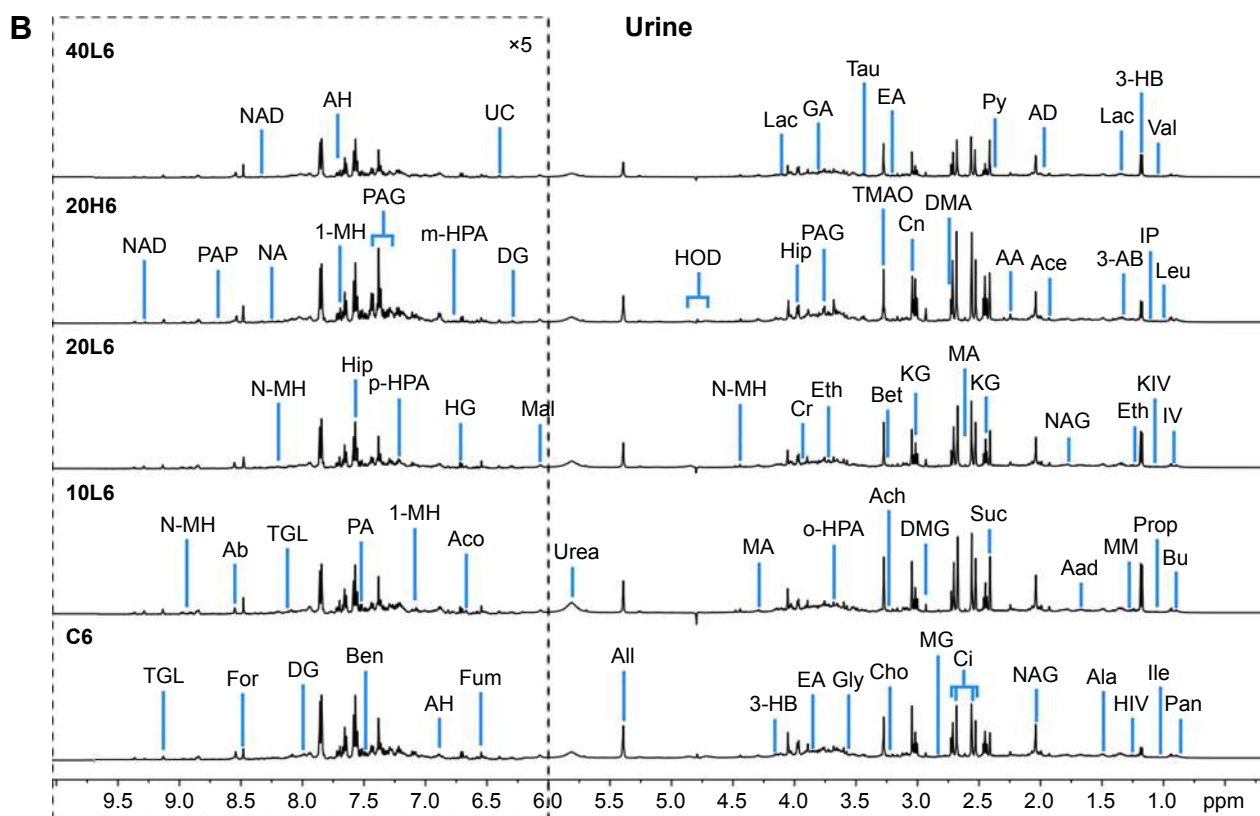 B
Urine
40L6
×5
NAD
AH
UC
Lac
GA
Tau
EA
Py
AD
Lac
3-HB
Val
20H6
NAD
PAP
NA
1-MH
PAG
m-HPA
DG
HOD
Hip
PAG
TMAO
Cn
DMA
AA
Ace
3-AB
IP
Leu
20L6
N-MH
Hip
p-HPA
HG
Mal
N-MH
Cr
Eth
Bet
KG
MA
KG
NAG
Eth
KIV
IV
10L6
N-MH
Ab
TGL
PA
1-MH
Aco
Urea
MA
o-HPA
Ach
DMG
Suc
Aad
MM
Prop
Bu
C6
TGL
For
DG
Ben
AH
Fum
All
3-HB
EA
Gly
Cho
MG
Ci
NAG
Ala
HIV
Ile
Pan
9.5 9.0 8.5 8.0 7.5 7.0 6.5 6.0 5.5 5.0 4.5 4.0 3.5 3.0 2.5 2.0 1.5 1.0 ppm